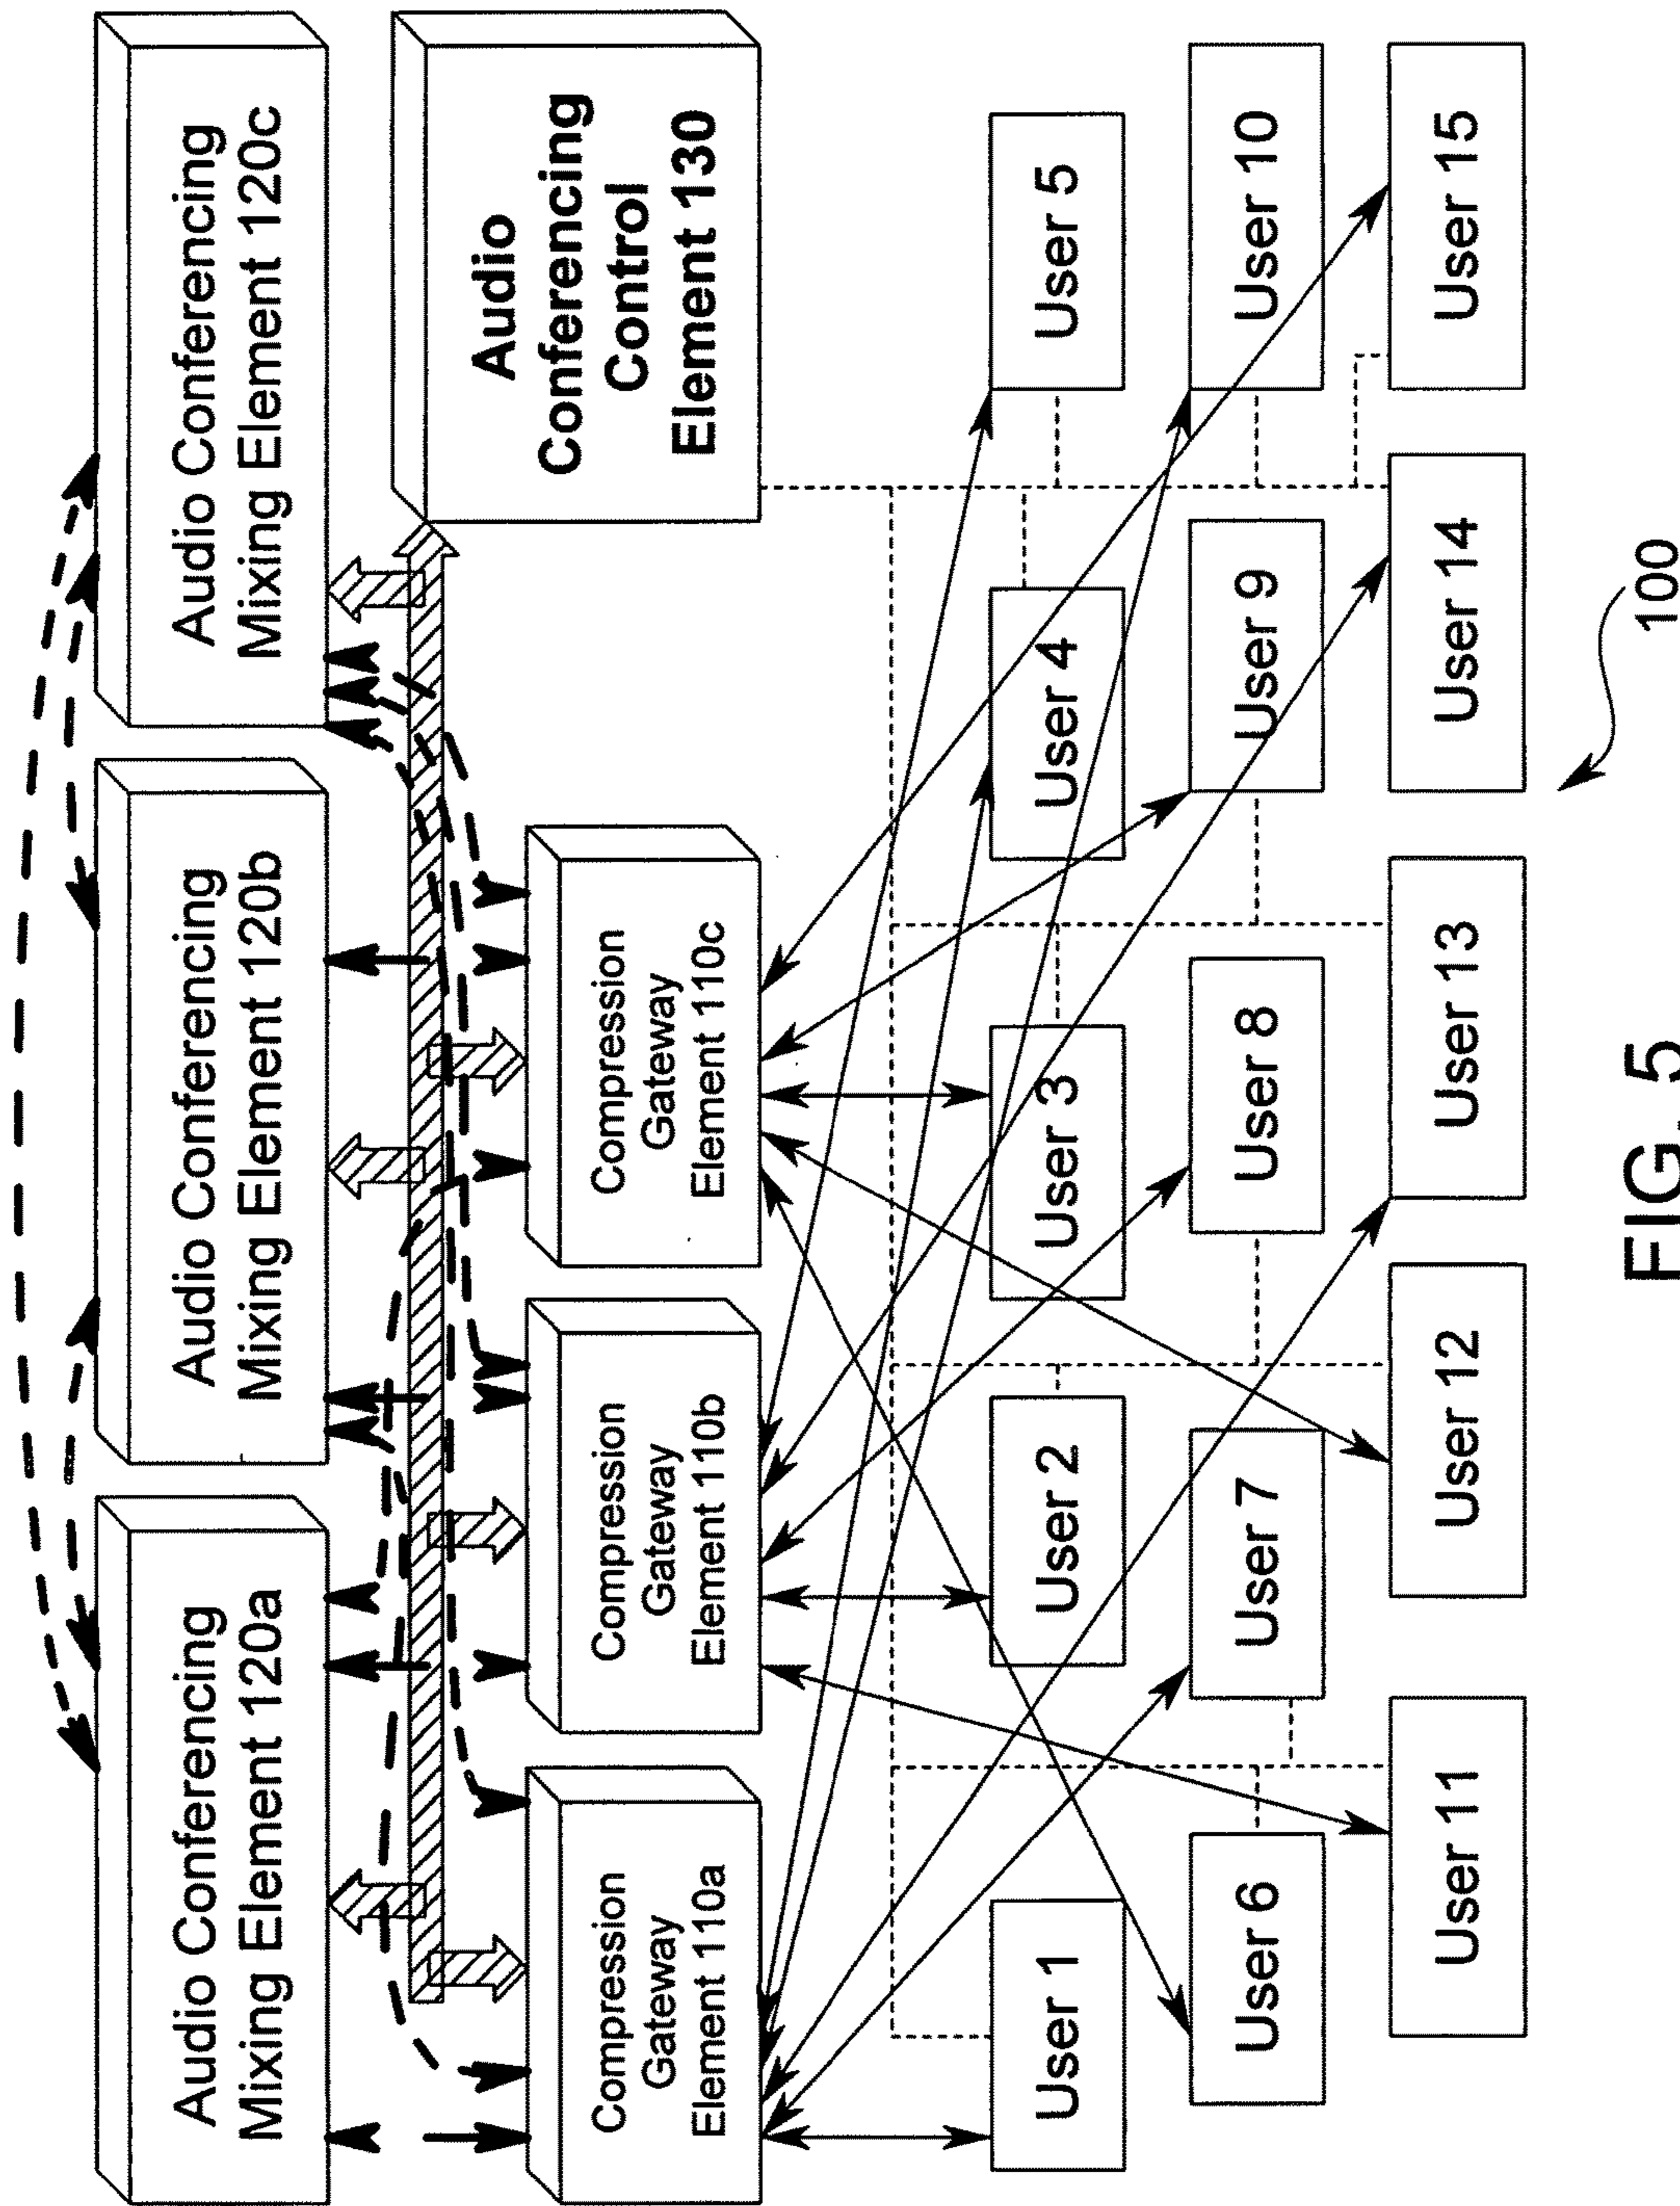 Audio Conferencing
Mixing Element 120a
Audio Conferencing
Mixing Element 120b
Audio Conferencing
Mixing Element 120c
Audio
Conferencing
Control
Element 130
Compression
Gateway
Element 110a
Compression
Gateway
Element 110b
Compression
Gateway
Element 110c
User 1
User 2
User 3
User 4
User 5
User 6
User 7
User 8
User 9
User 10
User 11
User 12
User 13
User 14
User 15
100
FIG. 5